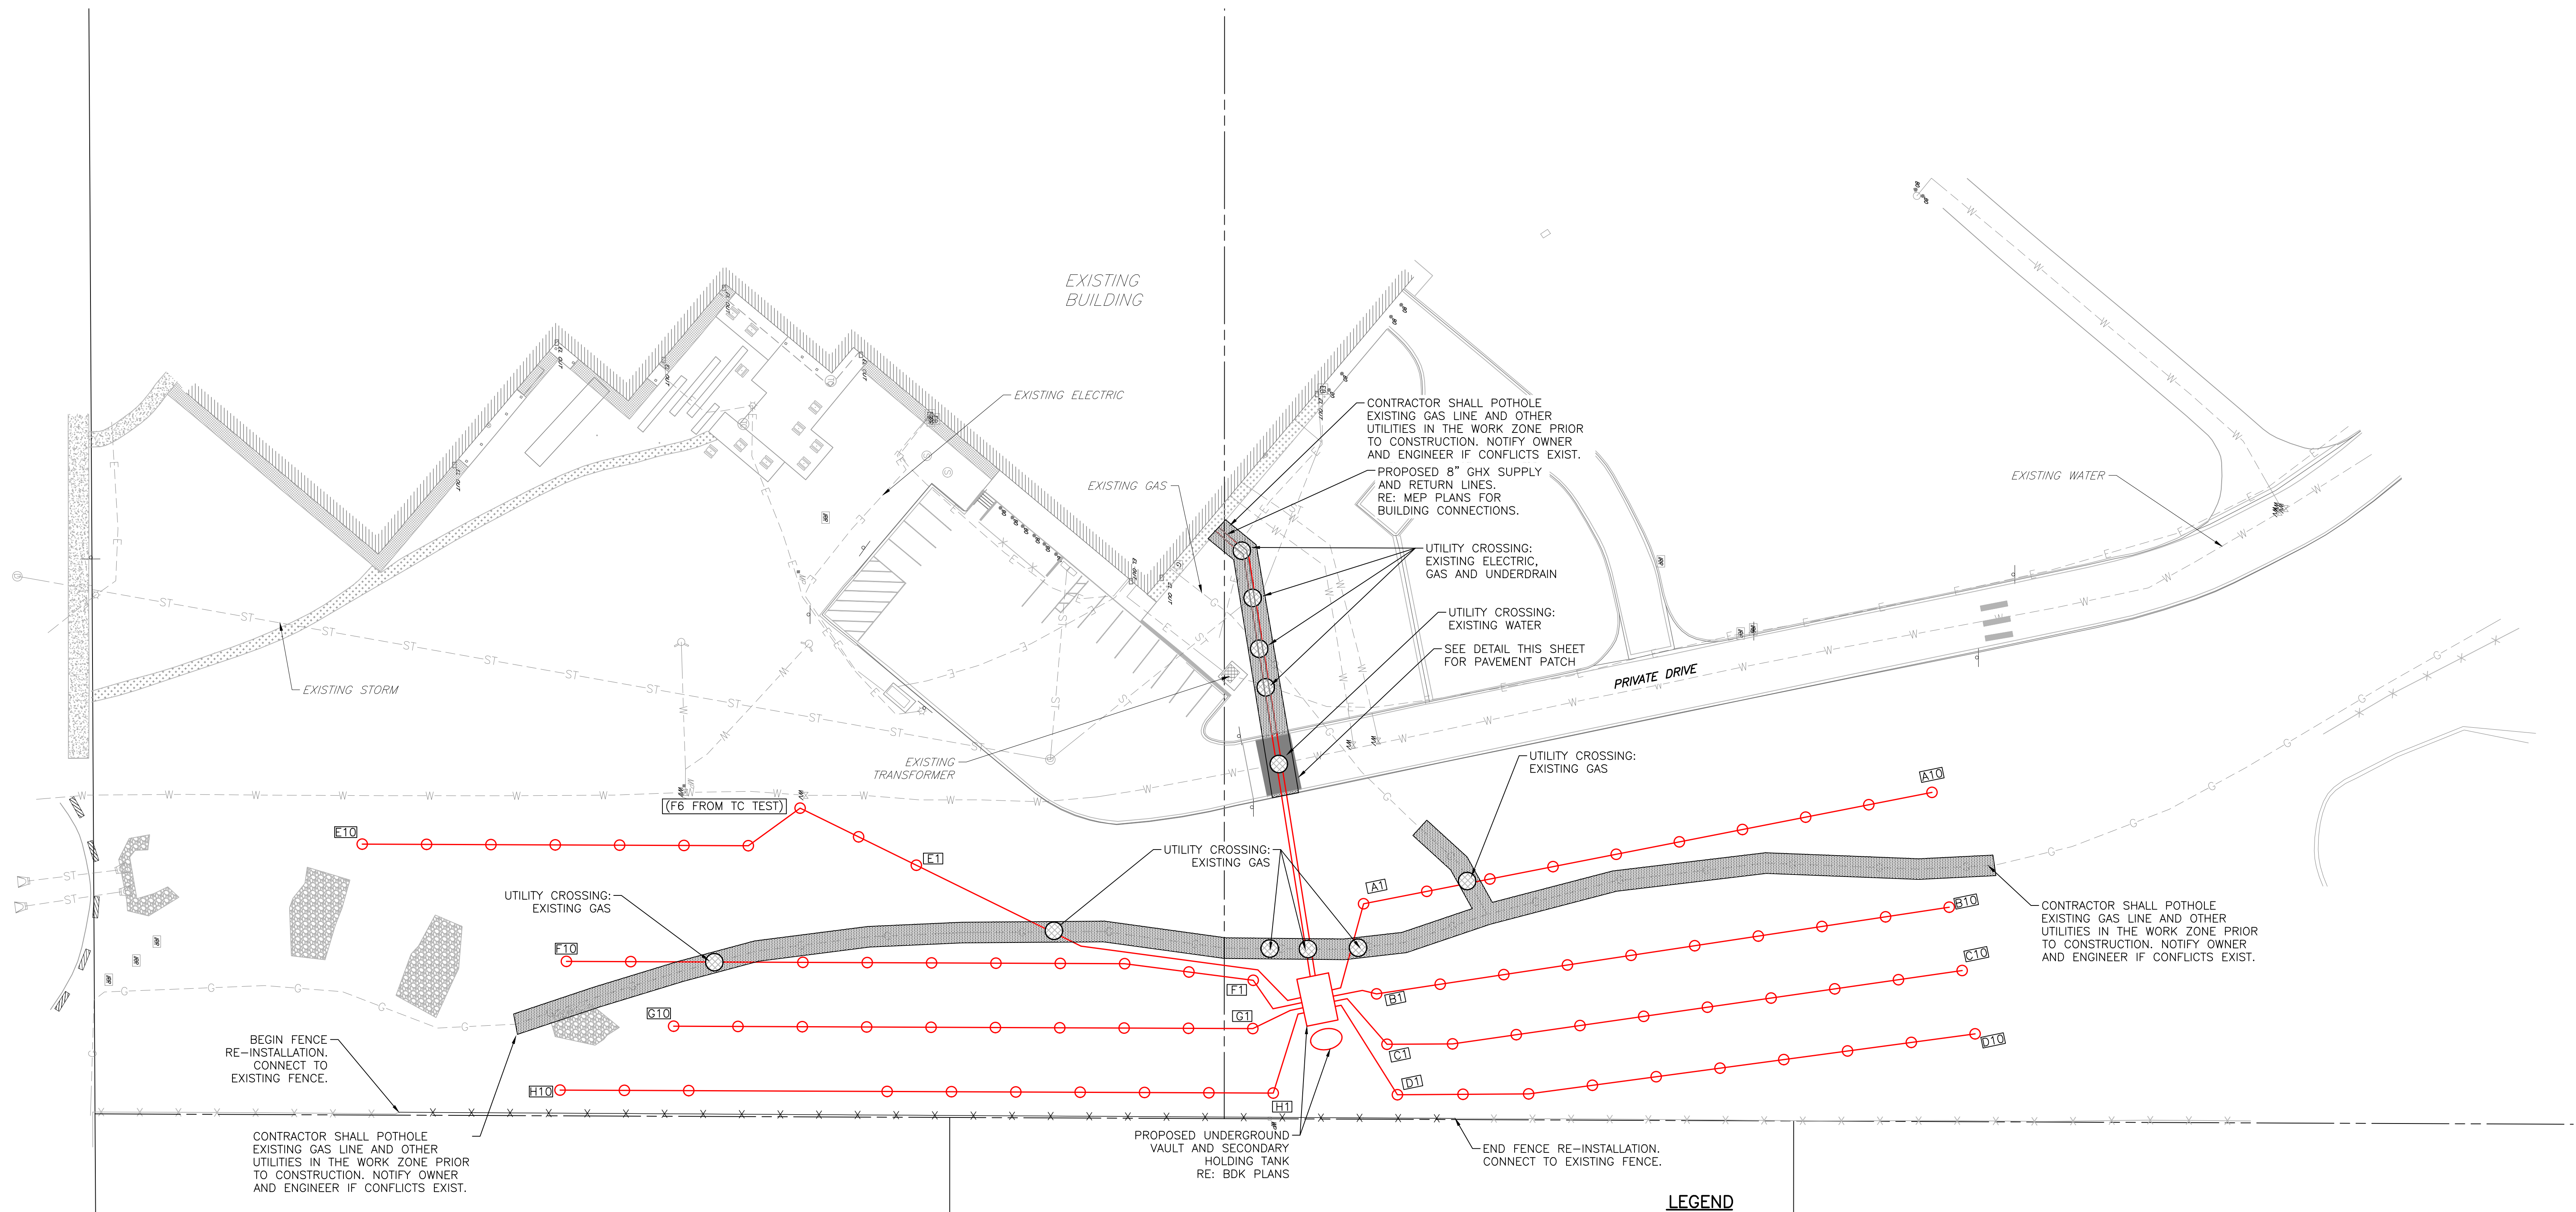 EXISTING
BUILDING
EXISTING ELECTRIC
CONTRACTOR SHALL POTHOLE
EXISTING GAS LINE AND OTHER
UTILITIES IN THE WORK ZONE PRIOR
TO CONSTRUCTION. NOTIFY OWNER
AND ENGINEER IF CONFLICTS EXIST.
PROPOSED 8" GHX SUPPLY
AND RETURN LINES.
RE: MEP PLANS FOR
BUILDING CONNECTIONS.
EXISTING GAS
EXISTING WATER
UTILITY CROSSING:
EXISTING ELECTRIC,
GAS AND UNDERDRAIN
UTILITY CROSSING:
EXISTING WATER
SEE DETAIL THIS SHEET
FOR PAVEMENT PATCH
PRIVATE DRIVE
EXISTING STORM
EXISTING
TRANSFORMER
UTILITY CROSSING:
EXISTING GAS
A10
(F6 FROM TC TEST)
E10
E1
UTILITY CROSSING:
EXISTING GAS
A1
UTILITY CROSSING:
EXISTING GAS
B10
CONTRACTOR SHALL POTHOLE
EXISTING GAS LINE AND OTHER
UTILITIES IN THE WORK ZONE PRIOR
TO CONSTRUCTION. NOTIFY OWNER
AND ENGINEER IF CONFLICTS EXIST.
F10
C10
F1
B1
G10
G1
D10
BEGIN FENCE
RE-INSTALLATION.
CONNECT TO
EXISTING FENCE.
C1
D1
H10
H1
CONTRACTOR SHALL POTHOLE
EXISTING GAS LINE AND OTHER
UTILITIES IN THE WORK ZONE PRIOR
TO CONSTRUCTION. NOTIFY OWNER
AND ENGINEER IF CONFLICTS EXIST.
PROPOSED UNDERGROUND
VAULT AND SECONDARY
HOLDING TANK
RE: BDK PLANS
END FENCE RE-INSTALLATION.
CONNECT TO EXISTING FENCE.
LEGEND